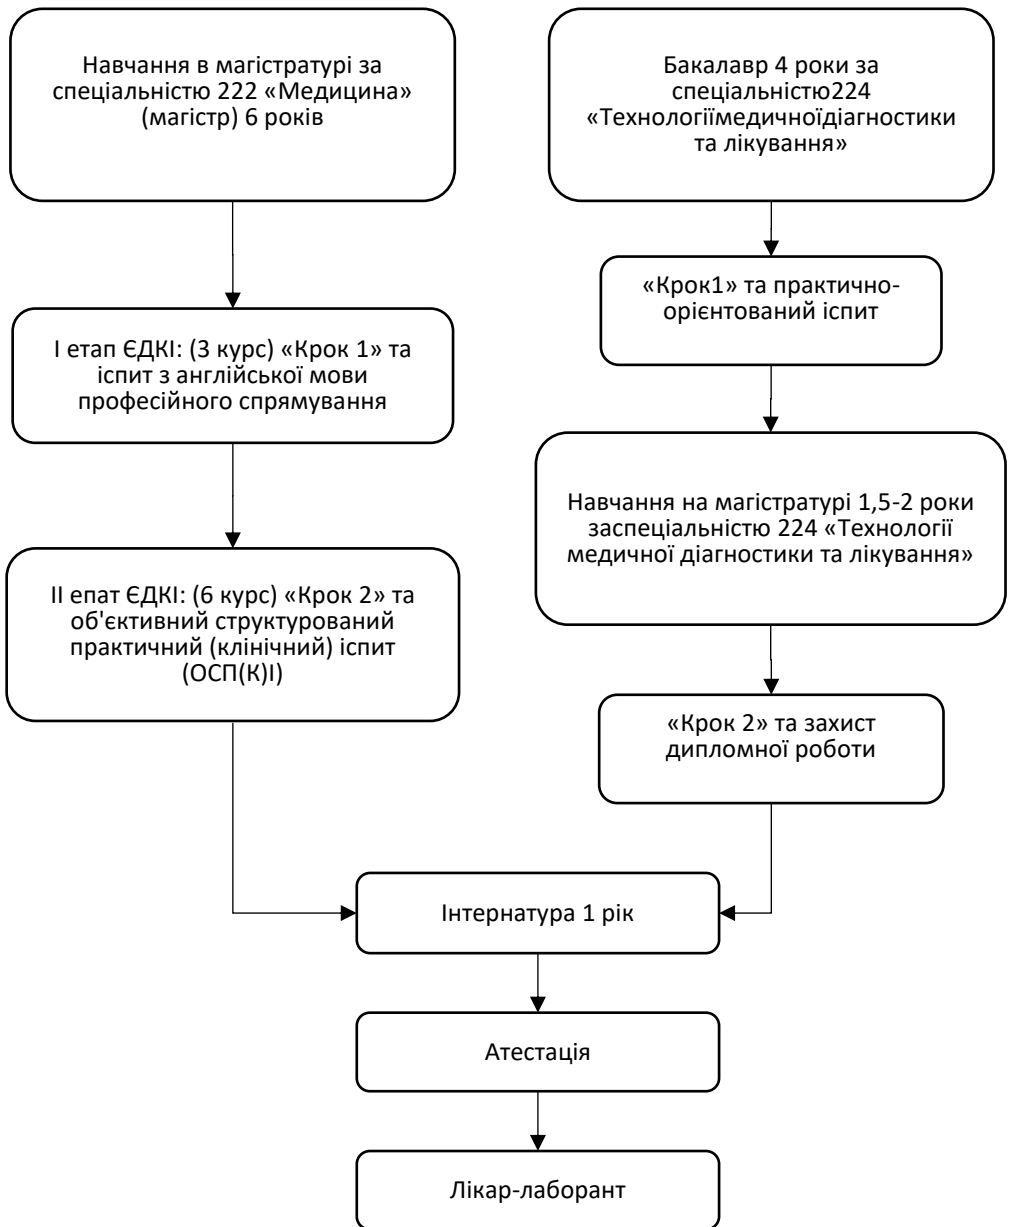 Навчання в магістратурі за
спеціальністю 222 «Медицина»
(магістр) 6 років
Бакалавр 4 роки за
спеціальністю224
«Технологіїмедичноїдіагностики
та лікування»
«Крок1» та практично-
орієнтований іспит
І етап ЄДКІ: (3 курс) «Крок 1» та
іспит з англійської мови
професійного спрямування
Навчання на магістратурі 1,5-2 роки
заспеціальністю 224 «Технології
медичної діагностики та лікування»
ІІ епат ЄДКІ: (6 курс) «Крок 2» та
об'єктивний структурований
практичний (клінічний) іспит
(ОСП(К)І)
«Крок 2» та захист
дипломної роботи
Інтернатура 1 рік
Атестація
Лікар-лаборант